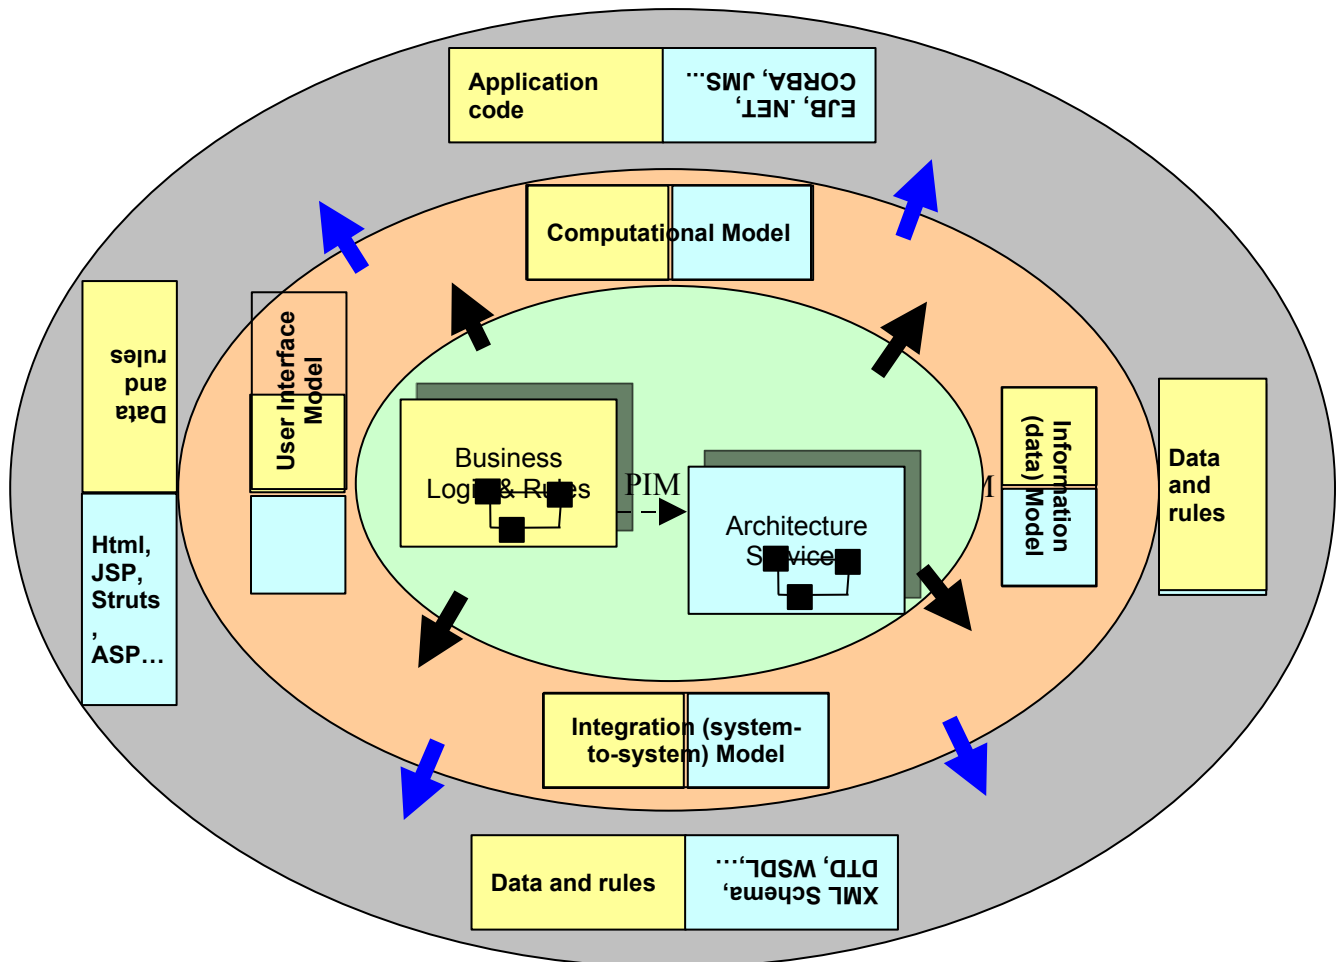 Application
code
EJB, .NET,
CORBA, JMS...
Computational Model
Data and
rules
User Interface
Model
Html,
JSP,
Struts
,
ASP…
Business
Logic & Rules
PIM
Architecture
Services
M
Information
(data) Model
Data
and
rules
Integration (system-
to-system) Model
Data and rules
XML Schema,
DTD, WSDL,…